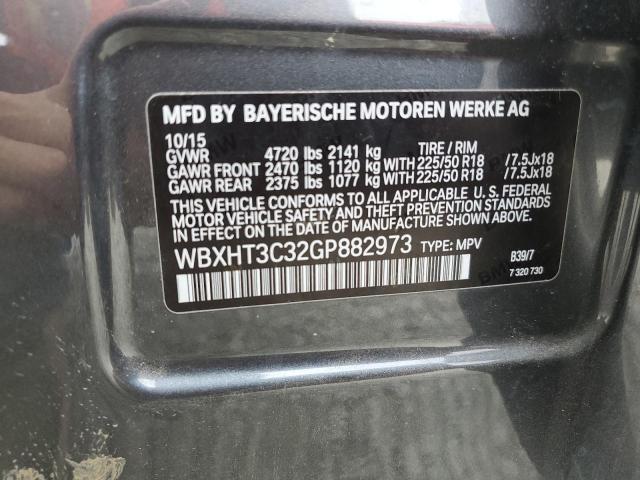 MFD BY BAYERISCHE MOTOREN WERKE AG
10/15
GVWR 4720 lbs 2141 kg TIRE / RIM
GAWR FRONT 2470 lbs 1120 kg WITH 225/50 R18 /7.5Jx18
GAWR REAR 2375 lbs 1077 kg WITH 225/50 R18 /7.5Jx18
THIS VEHICLE CONFORMS TO ALL APPLICABLE U. S. FEDERAL
MOTOR VEHICLE SAFETY, BUMPER, AND THEFT PREVENTION STANDARDS
IN EFFECT ON THE DATE OF MANUFACTURE SHOWN ABOVE.
WBXHT3C32GP882973 TYPE: MPV
B39/7
7 320 730